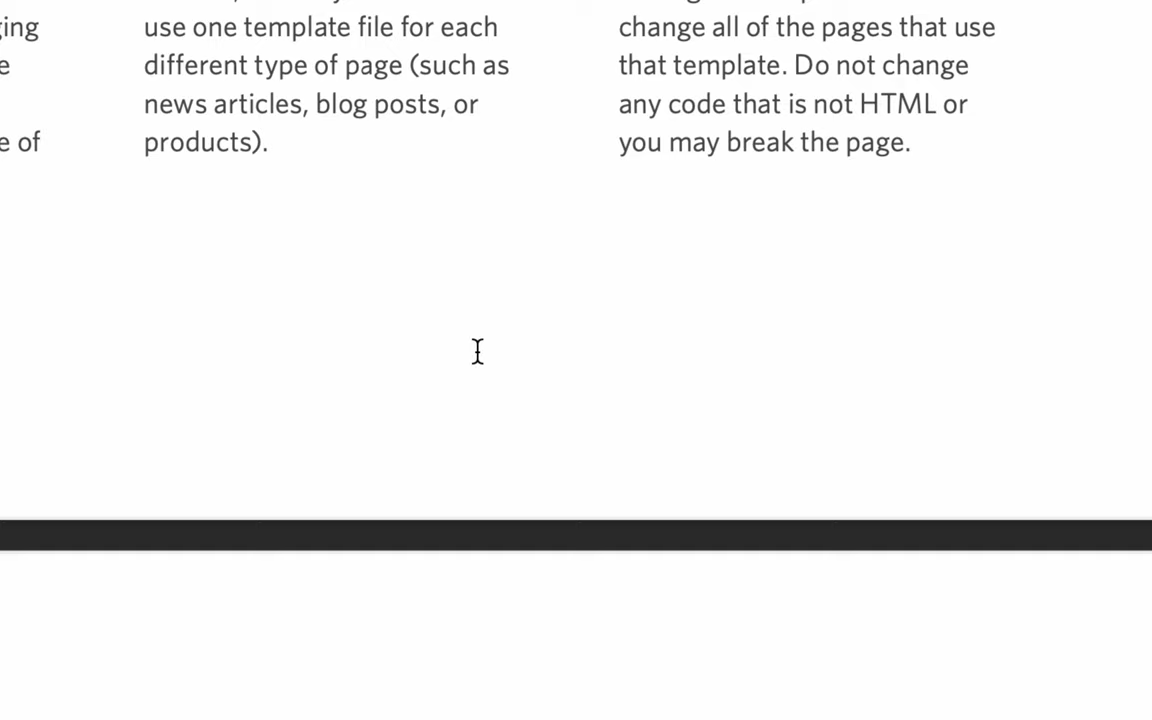 ging
e
e of
use one template file for each
different type of page (such as
news articles, blog posts, or
products).
change all of the pages that use
that template. Do not change
any code that is not HTML or
you may break the page.